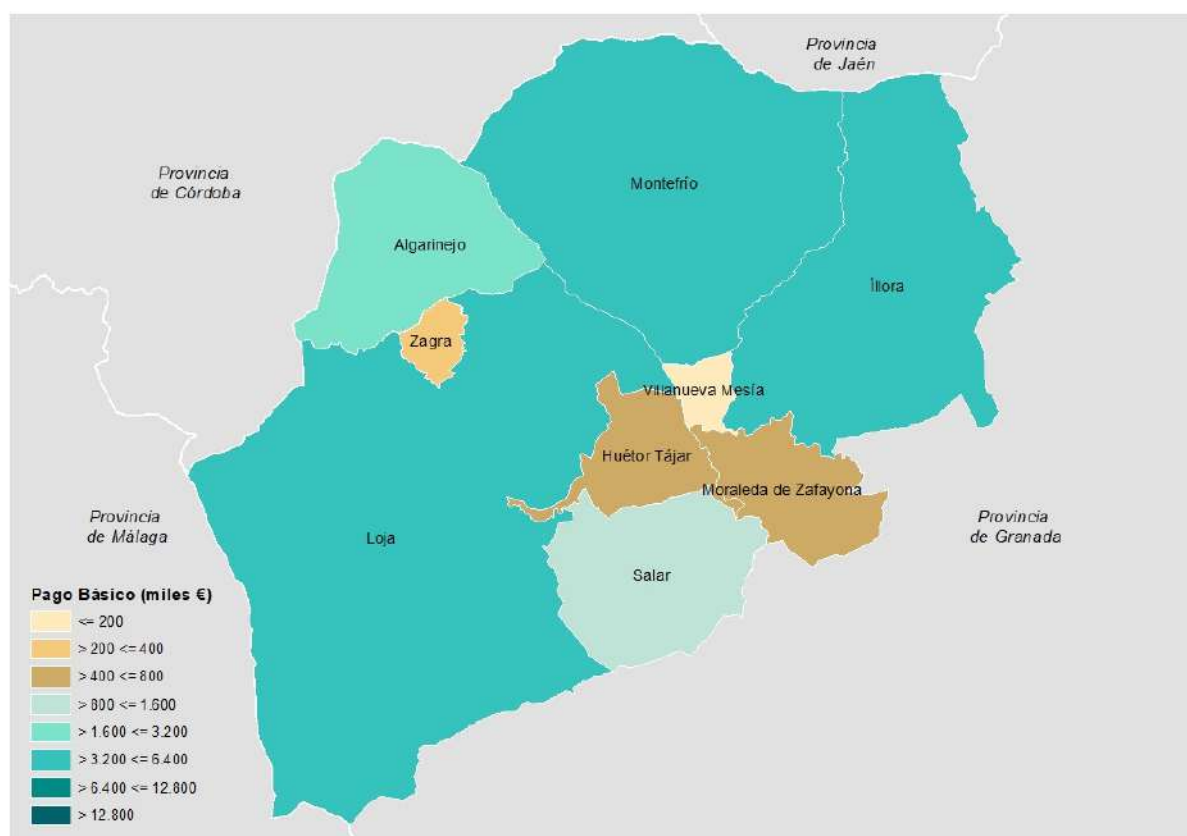 Provincia
de Jaén
Provincia
de Córdoba
Montefrío
Algarinejo
Íllora
Zagra
Villanueva Mesía
Huétor Tájar
Moraleda de Zafayona
Provincia
de Málaga
Loja
Provincia
de Granada
Salar
Pago Básico (miles €)
<= 200
> 200 <= 400
> 400 <= 800
> 800 <= 1.600
> 1.600 <= 3.200
> 3.200 <= 6.400
> 6.400 <= 12.800
> 12.800